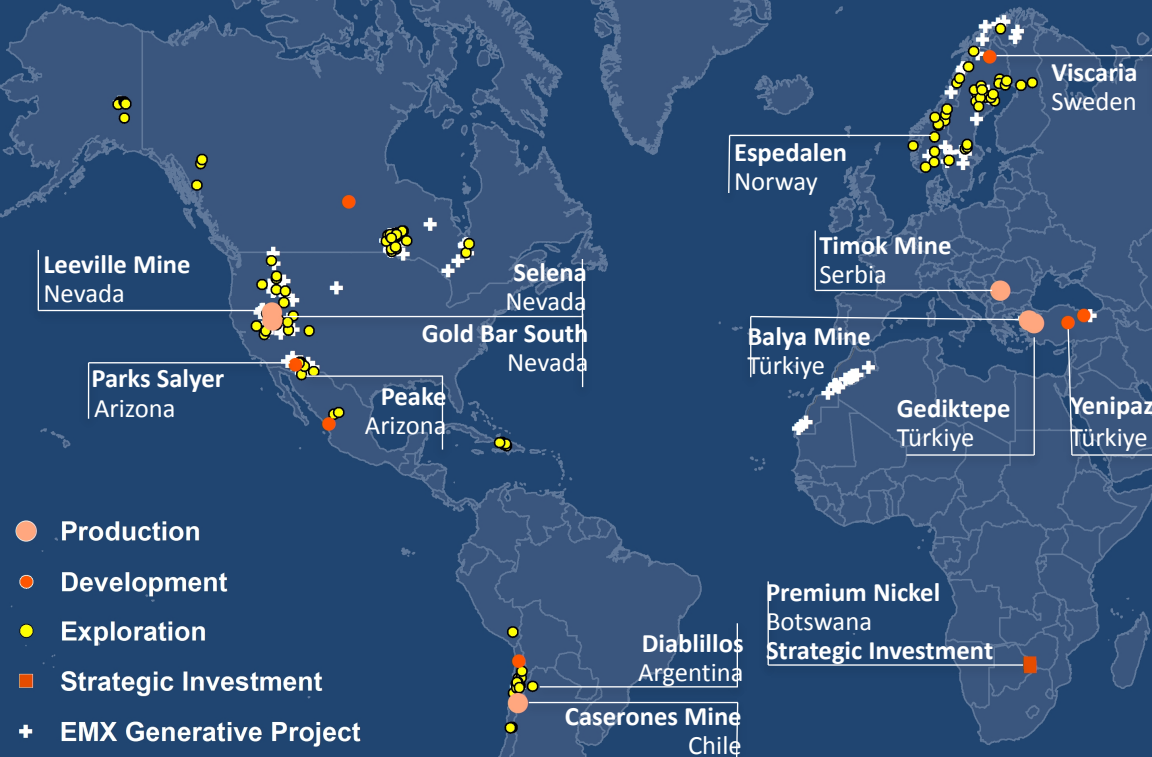 Viscaria
Sweden
Espedalen
Norway
Timok Mine
Serbia
Leeville Mine
Nevada
Selena
Nevada
Gold Bar South
Nevada
Balya Mine
Türkiye
Parks Salyer
Arizona
Peake
Arizona
Gediktepe
Türkiye
Yenipaz
Türkiye
Production
Development
Exploration
Strategic Investment
EMX Generative Project
Premium Nickel
Botswana
Strategic Investment
Diablillos
Argentina
Caserones Mine
Chile